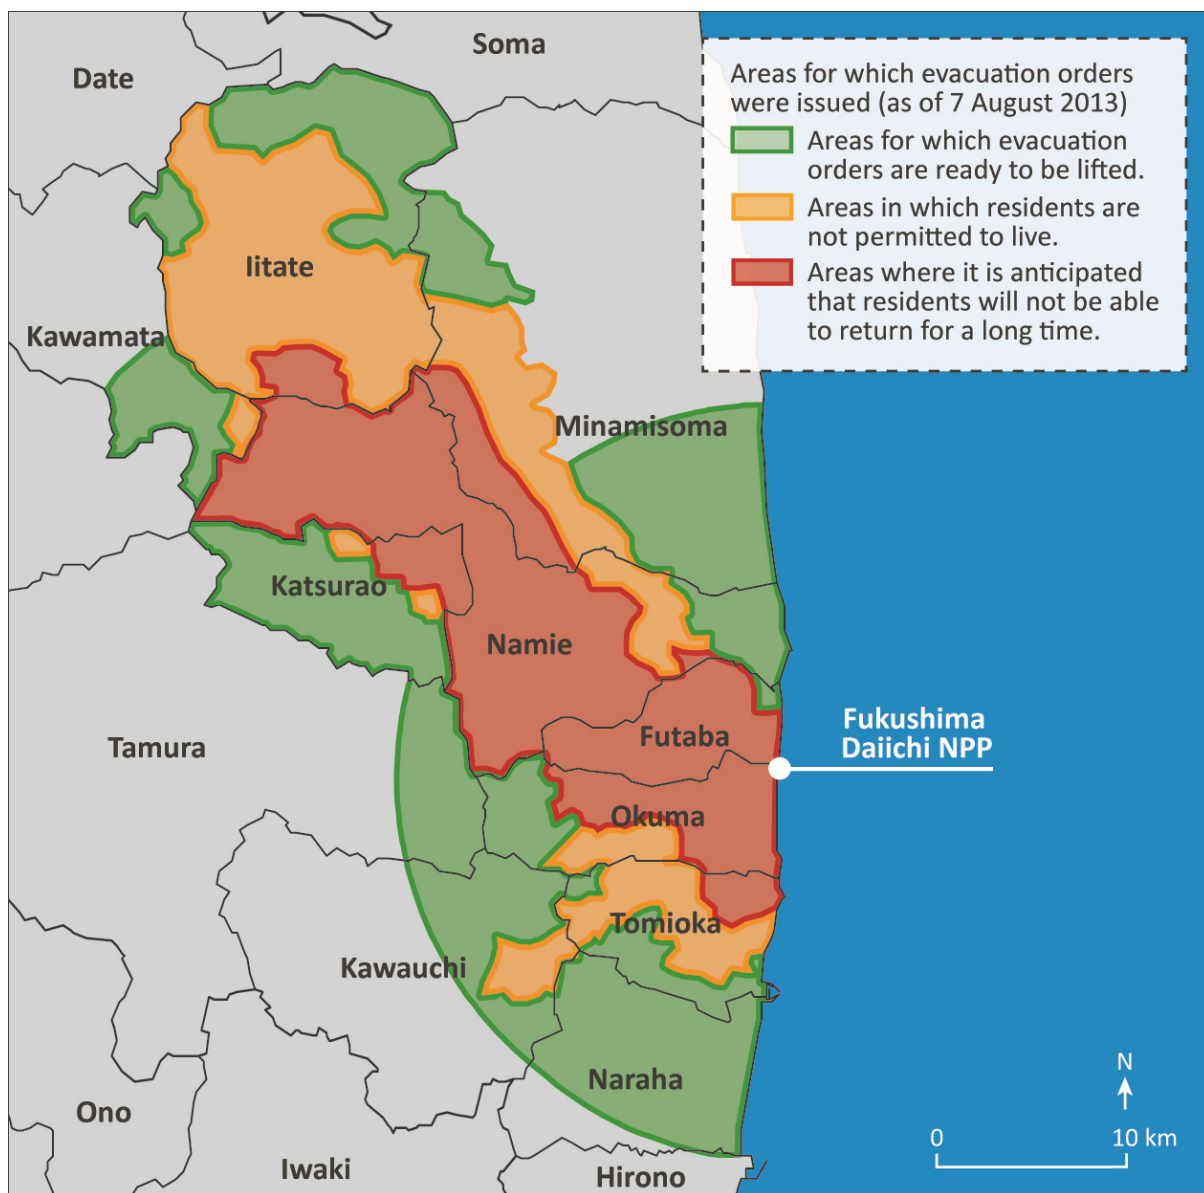 Soma
Date
Areas for which evacuation orders
were issued (as of 7 August 2013)
Areas for which evacuation
orders are ready to be lifted.
Areas in which residents are
not permitted to live.
Areas where it is anticipated
that residents will not be able
to return for a long time.
Iitate
Kawamata
Minamisoma
Katsurao
Namie
Fukushima
Daiichi NPP
Futaba
Tamura
Okuma
Tomioka
Kawauchi
Naraha
N
Ono
0 10 km
Iwaki
Hirono